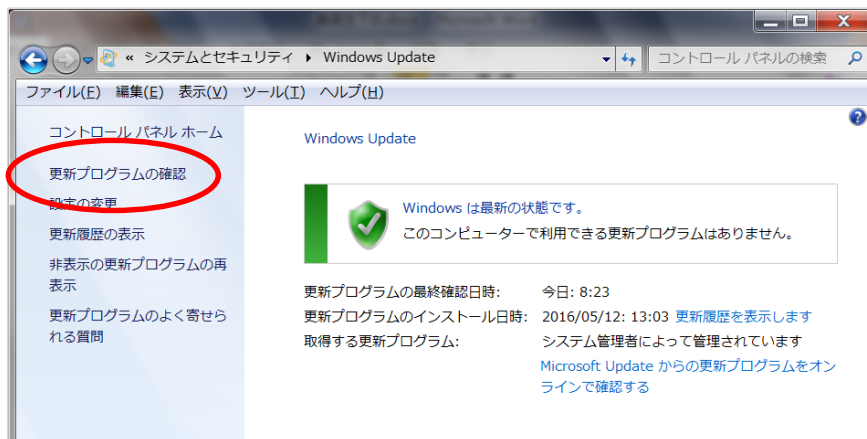 « システムとセキュリティ ▸ Windows Update
コントロール パネルの検索
ファイル(F) 編集(E) 表示(V) ツール(T) ヘルプ(H)
コントロール パネル ホーム
更新プログラムの確認
設定の変更
更新履歴の表示
非表示の更新プログラムの再
表示
更新プログラムのよく寄せら
れる質問
Windows Update
Windows は最新の状態です。
このコンピューターで利用できる更新プログラムはありません。
更新プログラムの最終確認日時: 今日: 8:23
更新プログラムのインストール日時: 2016/05/12: 13:03 更新履歴を表示します
取得する更新プログラム: システム管理者によって管理されています
Microsoft Update からの更新プログラムをオン
ラインで確認する